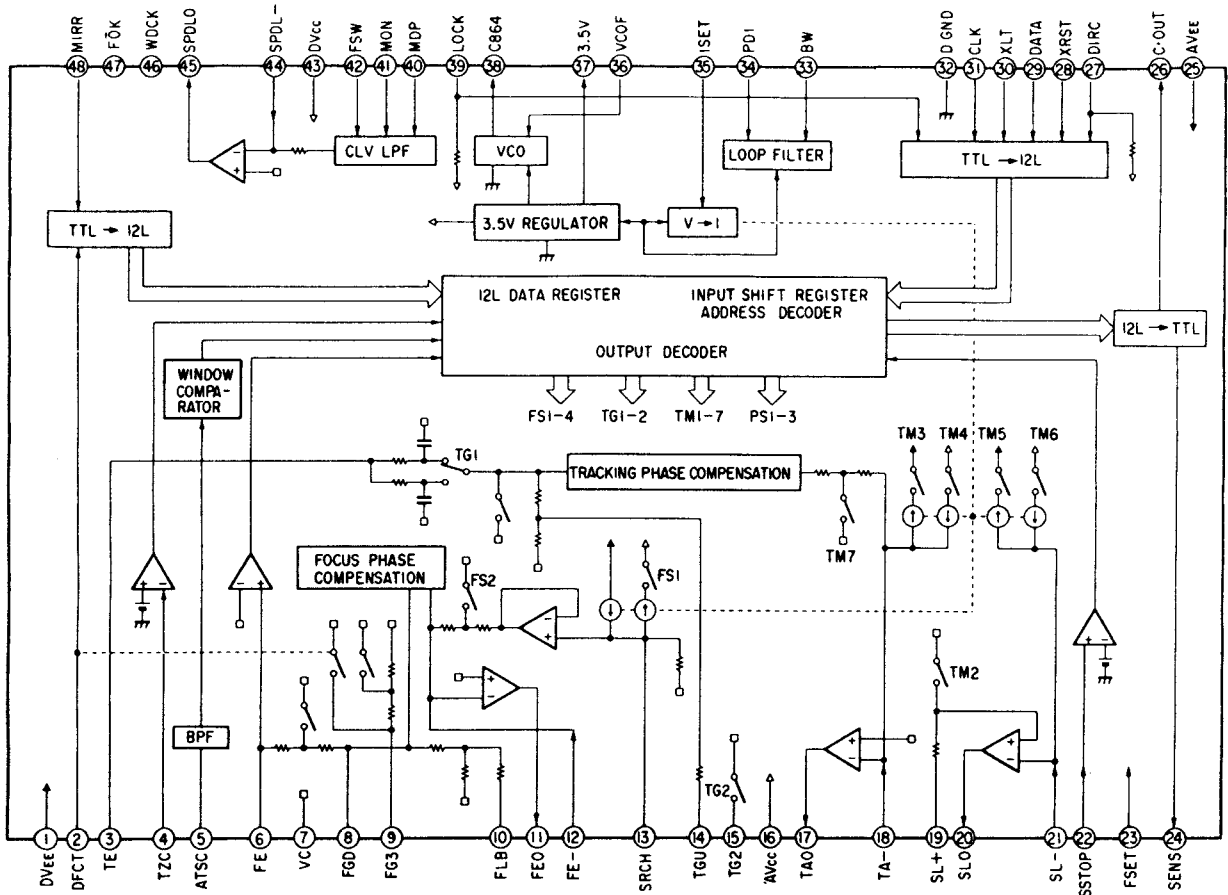 MIRR
FOK
WDCK
SPDLO
SPDL-
DVcc
FSW
MON
MDP
LOCK
C864
3.5V
VCOF
ISET
PDI
BW
D GND
CLK
XLT
DATA
XRST
DIRC
C·OUT
AVEE
48 47 46 45 44 43 42 41 40 39 38 37 36 35 34 33 32 31 30 29 28 27 26 25
CLV LPF
VCO
LOOP FILTER
TTL → I2L
TTL → I2L
3.5V REGULATOR
V → I
I2L DATA REGISTER
INPUT SHIFT REGISTER
ADDRESS DECODER
OUTPUT DECODER
I2L → TTL
WINDOW
COMPA-
RATOR
FS1-4
TG1-2
TM1-7
PS1-3
TG1
TRACKING PHASE COMPENSATION
TM3
TM4
TM5
TM6
TM7
FOCUS PHASE
COMPENSATION
FS2
FS1
TM2
BPF
TG2
1 2 3 4 5 6 7 8 9 10 11 12 13 14 15 16 17 18 19 20 21 22 23 24
DVEE
DFCT
TE
TZC
ATSC
FE
VC
FGD
FG3
FLB
FEO
FE-
SRCH
TGU
TG2
AVcc
TAO
TA-
SL+
SLO
SL-
SSTOP
FSET
SENS